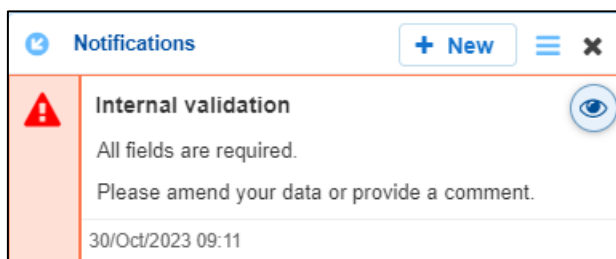 Notifications
+ New
Internal validation
All fields are required.
Please amend your data or provide a comment.
30/Oct/2023 09:11